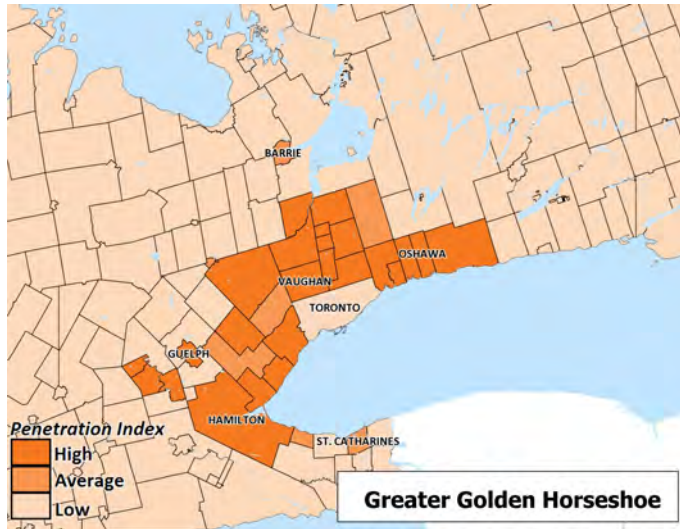 BARRIE
OSHAWA
VAUGHAN
TORONTO
GUELPH
HAMILTON
ST. CATHARINES
Penetration Index
High
Average
Low
Greater Golden Horseshoe